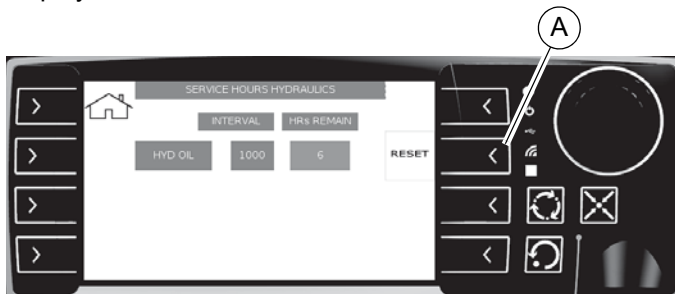 A
SERVICE HOURS HYDRAULICS
INTERVAL HRs REMAIN
HYD OIL 1000 6 RESET